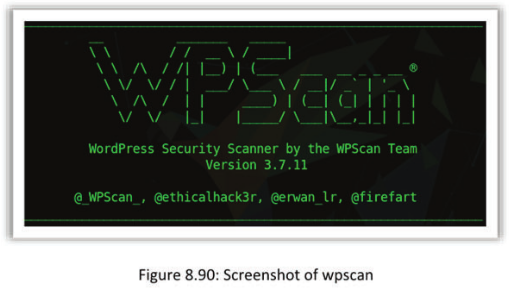 WPScan®
WordPress Security Scanner by the WPScan Team
Version 3.7.11
@_WPScan_, @ethicalhack3r, @erwan_lr, @firefart
Figure 8.90: Screenshot of wpscan